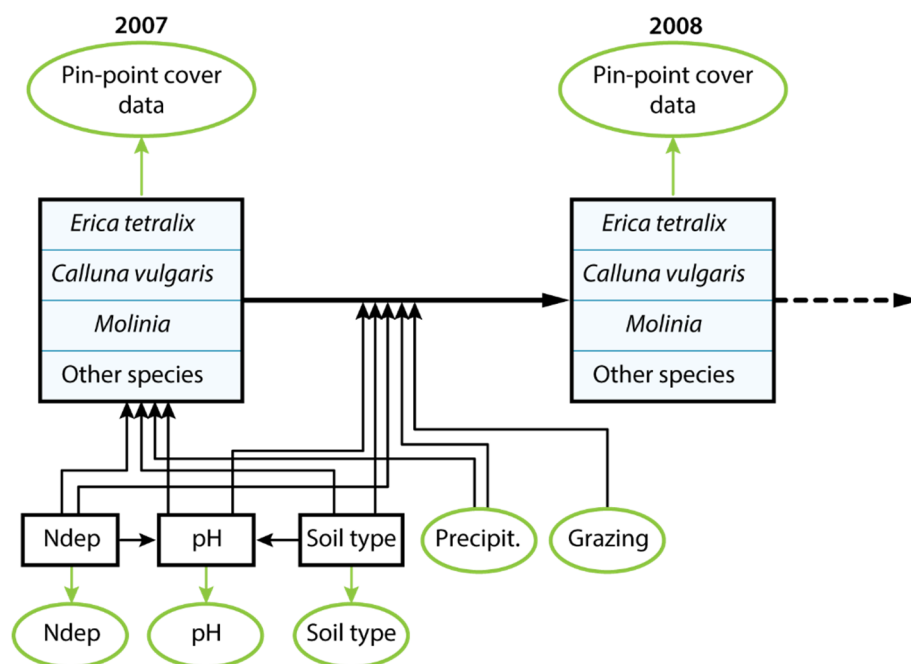 2007
2008
Pin-point cover
data
Pin-point cover
data
Erica tetralix
Calluna vulgaris
Molinia
Other species
Erica tetralix
Calluna vulgaris
Molinia
Other species
Ndep
pH
Soil type
Precipit.
Grazing
Ndep
pH
Soil type